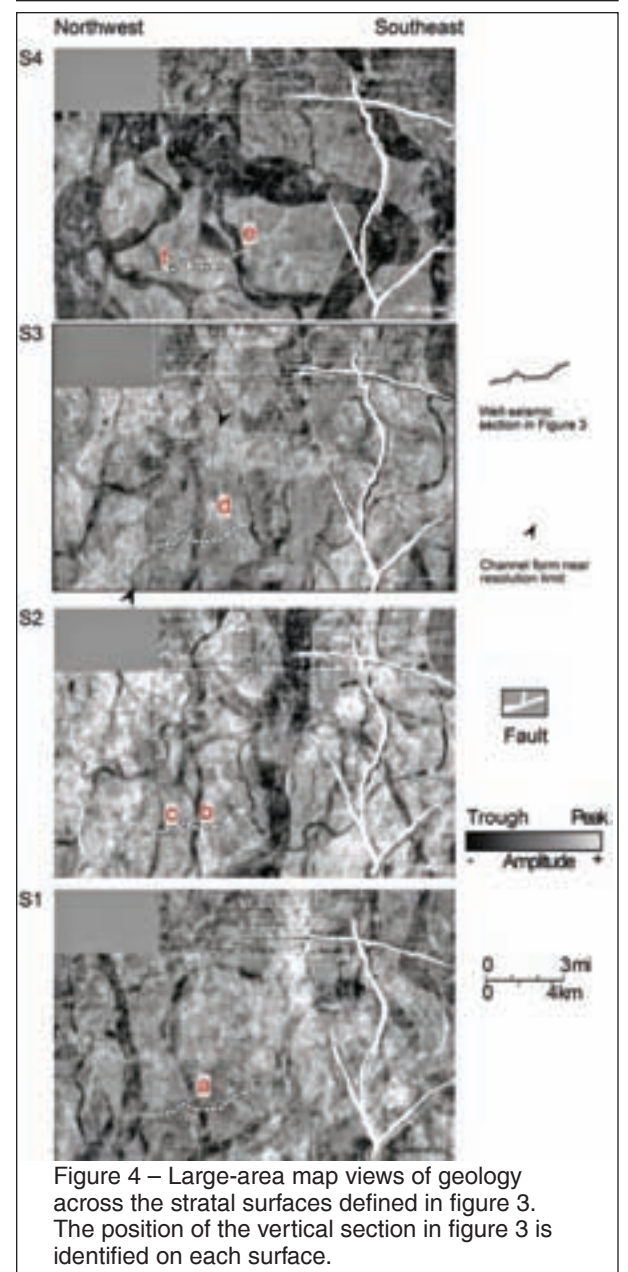 Northwest Southeast
S4
e
f
S3
Well-seismic
section in Figure 3
d
Channel form near
resolution limit
S2
Fault
c b
Trough Peak
- Amplitude +
S1
0 3mi
0 4km
a
Figure 4 – Large-area map views of geology
across the stratal surfaces defined in figure 3.
The position of the vertical section in figure 3 is
identified on each surface.